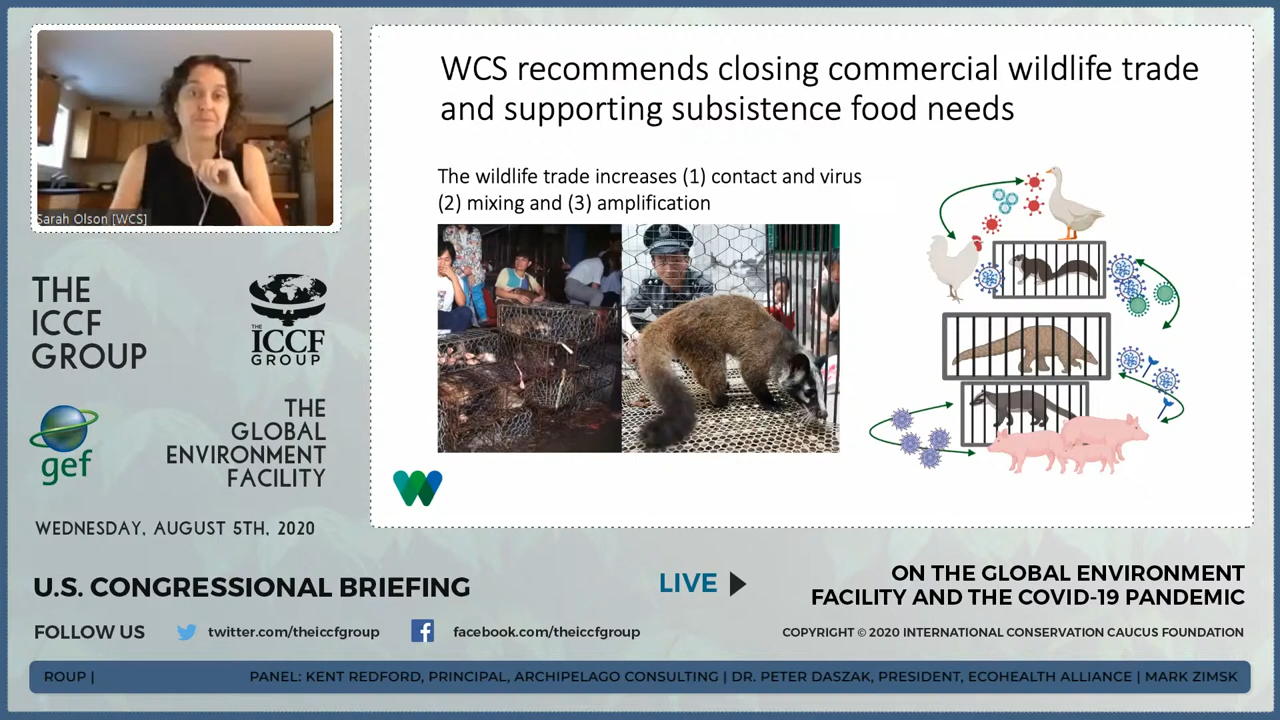 Sarah Olson [WCS]
WCS recommends closing commercial wildlife trade
and supporting subsistence food needs
The wildlife trade increases (1) contact and virus
(2) mixing and (3) amplification
THE
ICCF
GROUP
THE
ICCF
GROUP
gef
THE
GLOBAL
ENVIRONMENT
FACILITY
WEDNESDAY, AUGUST 5TH, 2020
U.S. CONGRESSIONAL BRIEFING
LIVE
ON THE GLOBAL ENVIRONMENT
FACILITY AND THE COVID-19 PANDEMIC
FOLLOW US
twitter.com/theiccfgroup
facebook.com/theiccfgroup
COPYRIGHT © 2020 INTERNATIONAL CONSERVATION CAUCUS FOUNDATION
ROUP | PANEL: KENT REDFORD, PRINCIPAL, ARCHIPELAGO CONSULTING | DR. PETER DASZAK, PRESIDENT, ECOHEALTH ALLIANCE | MARK ZIMSK